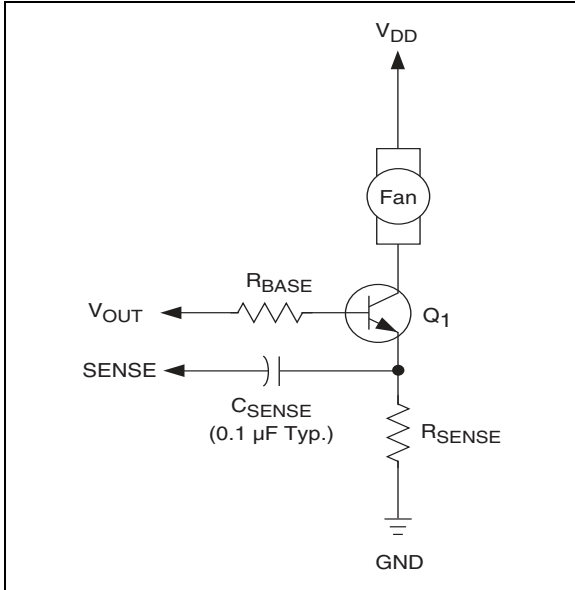 VDD
Fan
RBASE
VOUT
Q1
SENSE
CSENSE
(0.1 µF Typ.)
RSENSE
GND